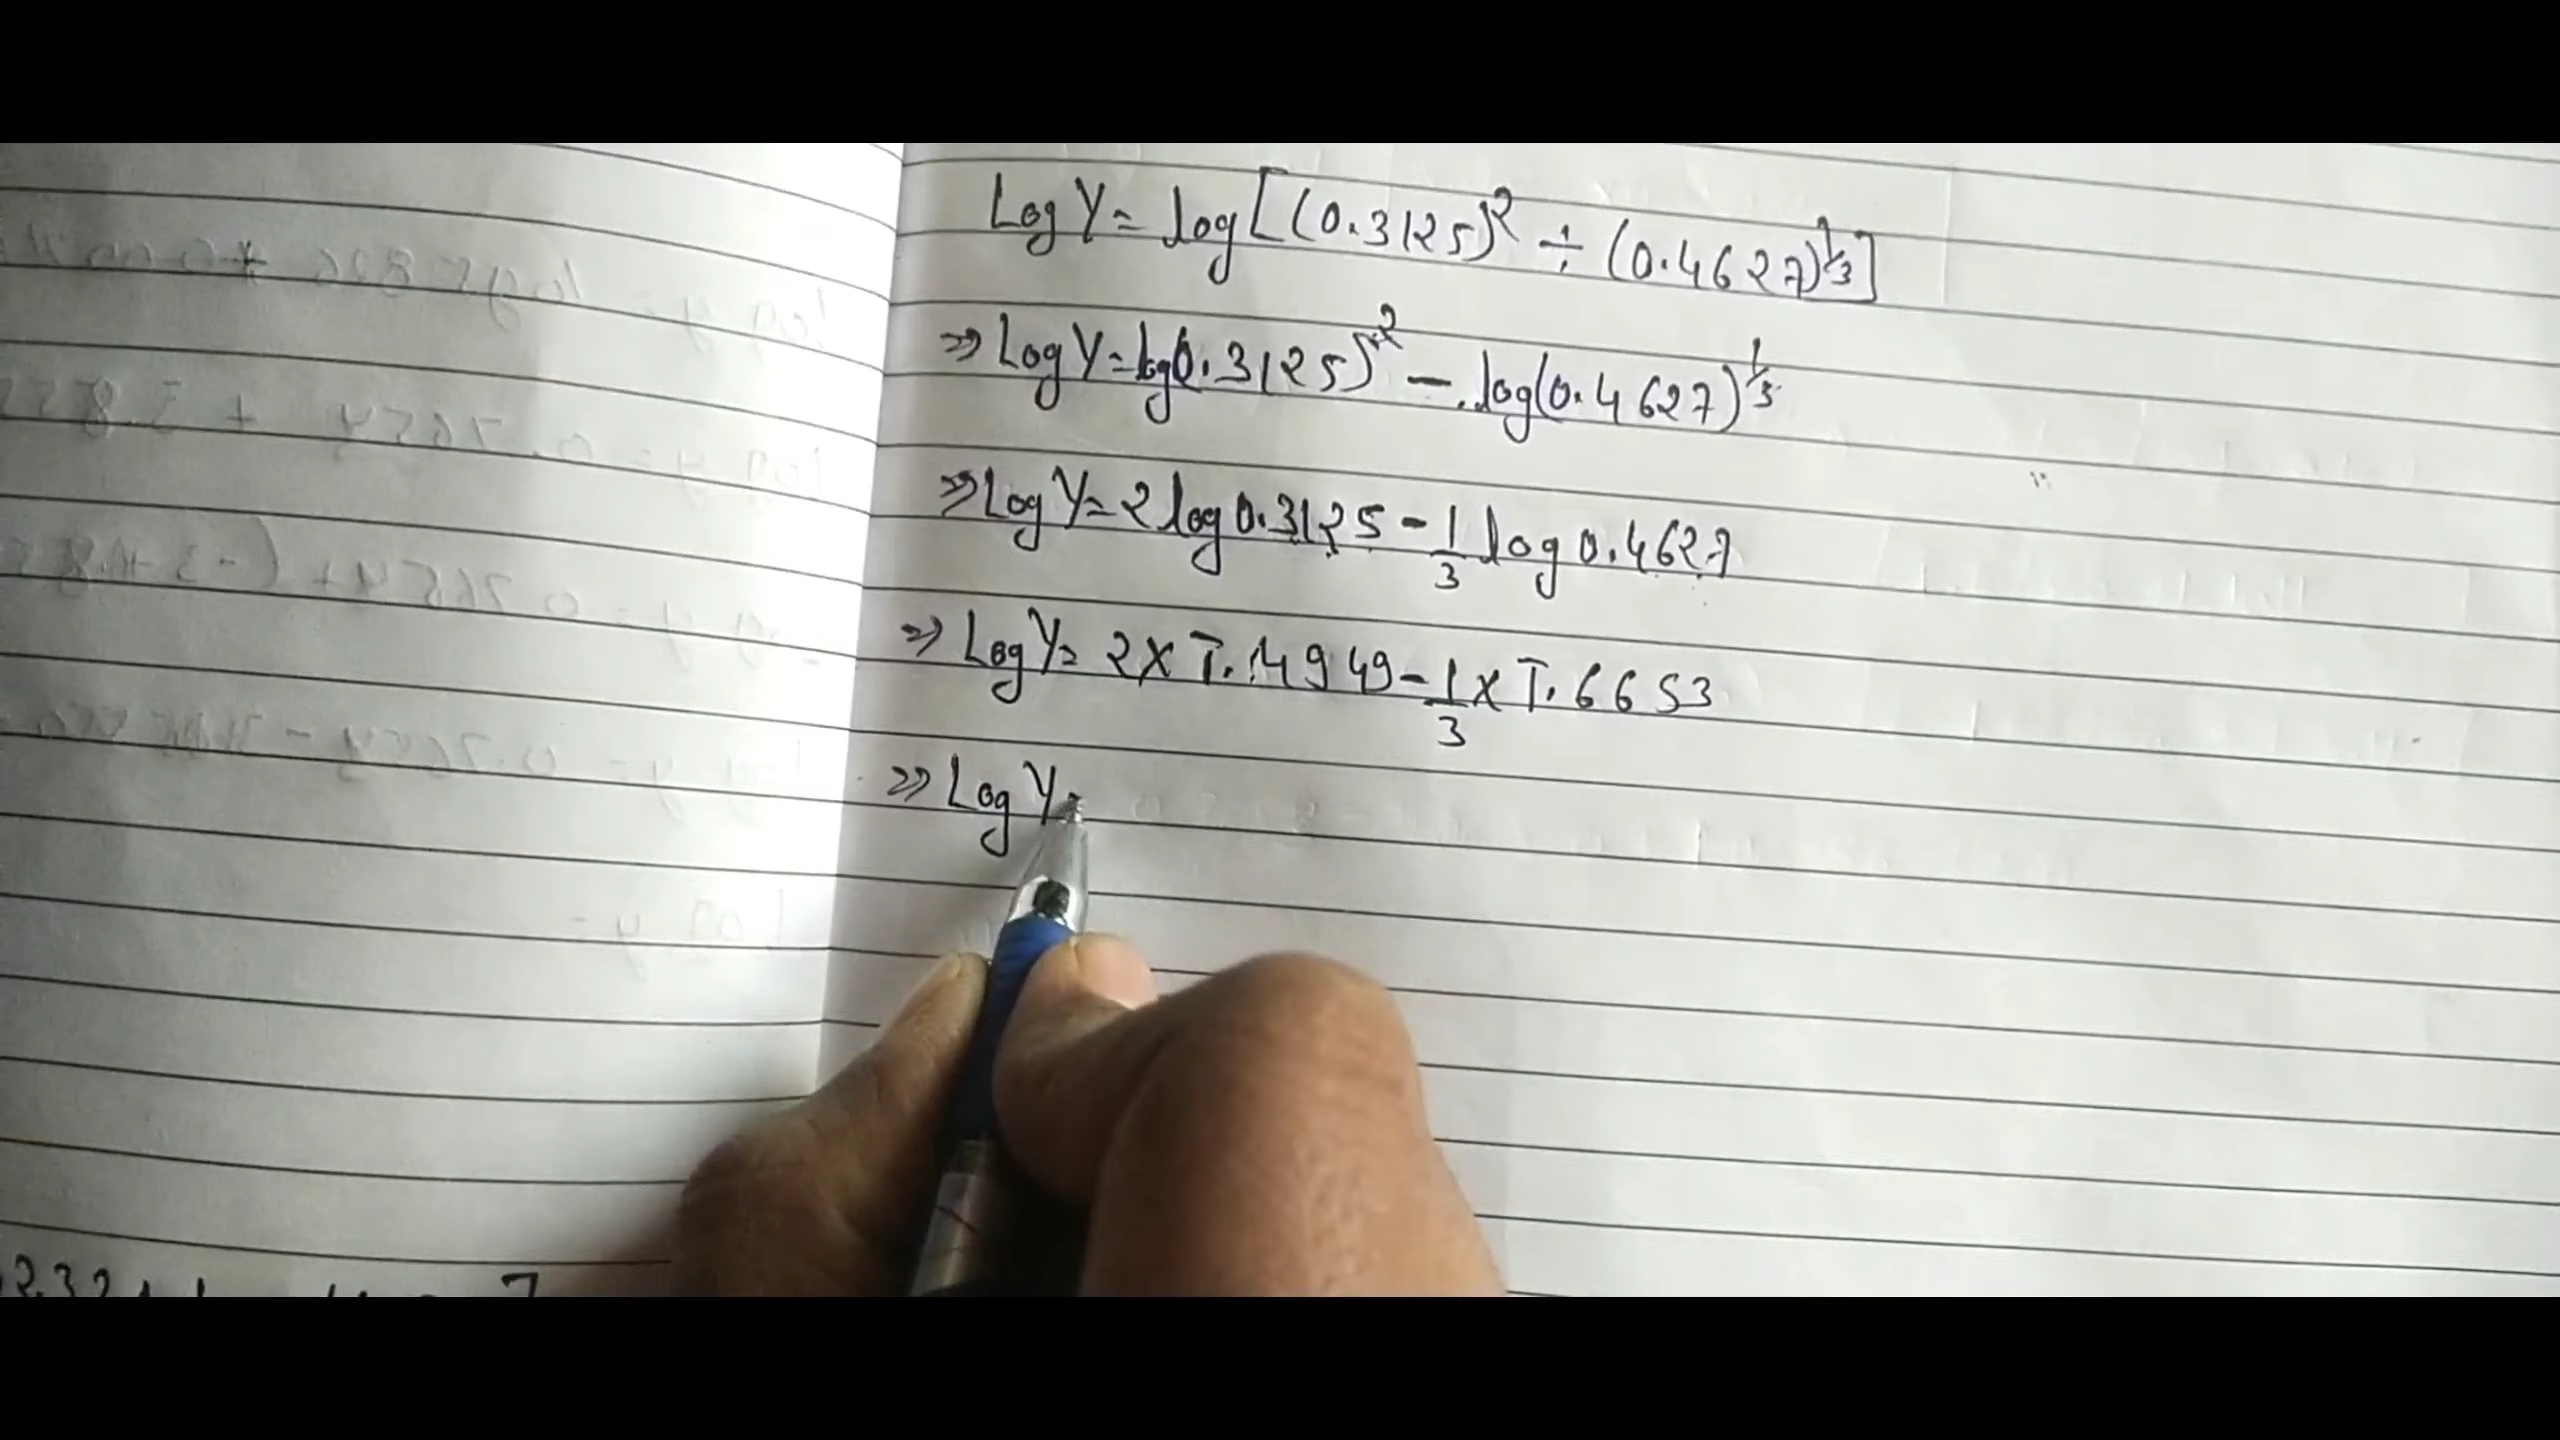 Log Y = log [(0.3125)² ÷ (0.4627)^1/3]
⇒ Log Y = log(0.3125)² - log(0.4627)^1/3
⇒ Log Y = 2 log 0.3125 - 1/3 log 0.4627
⇒ Log Y = 2 × 1̅.4949 - 1/3 × 1̅.6653
⇒ Log Y =